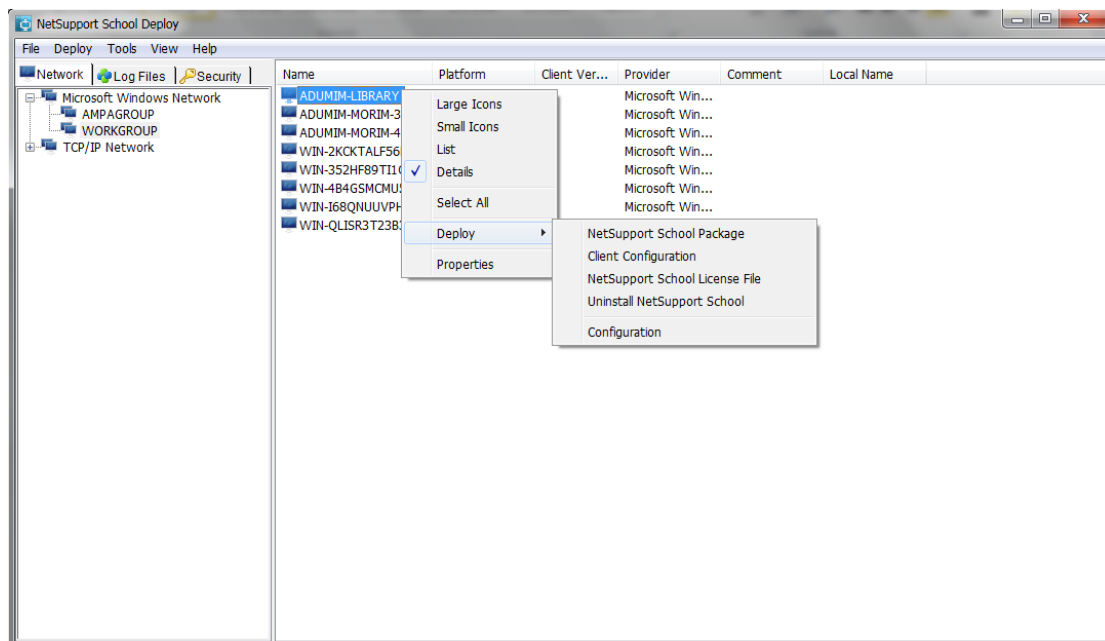 NetSupport School Deploy
File Deploy Tools View Help
Network Log Files Security
Name Platform Client Ver... Provider Comment Local Name
Microsoft Windows Network
AMPAGROUP
WORKGROUP
TCP/IP Network
ADUMIM-LIBRARY Microsoft Win...
ADUMIM-MORIM-3 Microsoft Win...
ADUMIM-MORIM-4 Microsoft Win...
WIN-2KCKTALF56 Microsoft Win...
WIN-352HF89TI1 Microsoft Win...
WIN-4B4GSMCMU Microsoft Win...
WIN-I68QNUUVPH Microsoft Win...
WIN-QLISR3T23B
Large Icons
Small Icons
List
Details
Select All
Deploy
Properties
NetSupport School Package
Client Configuration
NetSupport School License File
Uninstall NetSupport School
Configuration